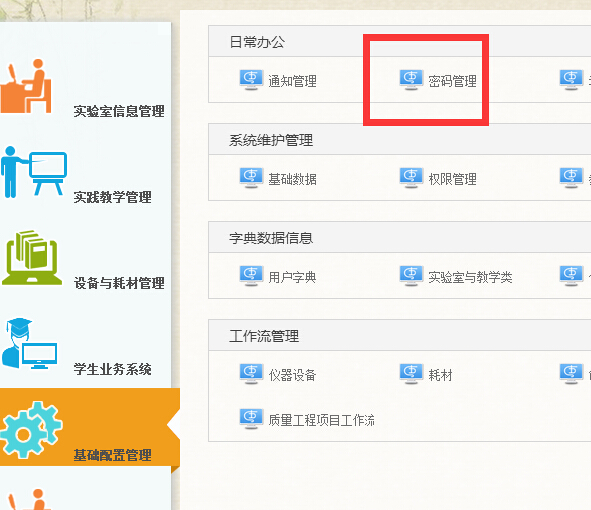 实验室信息管理
实践教学管理
设备与耗材管理
学生业务系统
基础配置管理
日常办公
通知管理 密码管理
系统维护管理
基础数据 权限管理
字典数据信息
用户字典 实验室与教学类
工作流管理
仪器设备 耗材
质量工程项目工作流